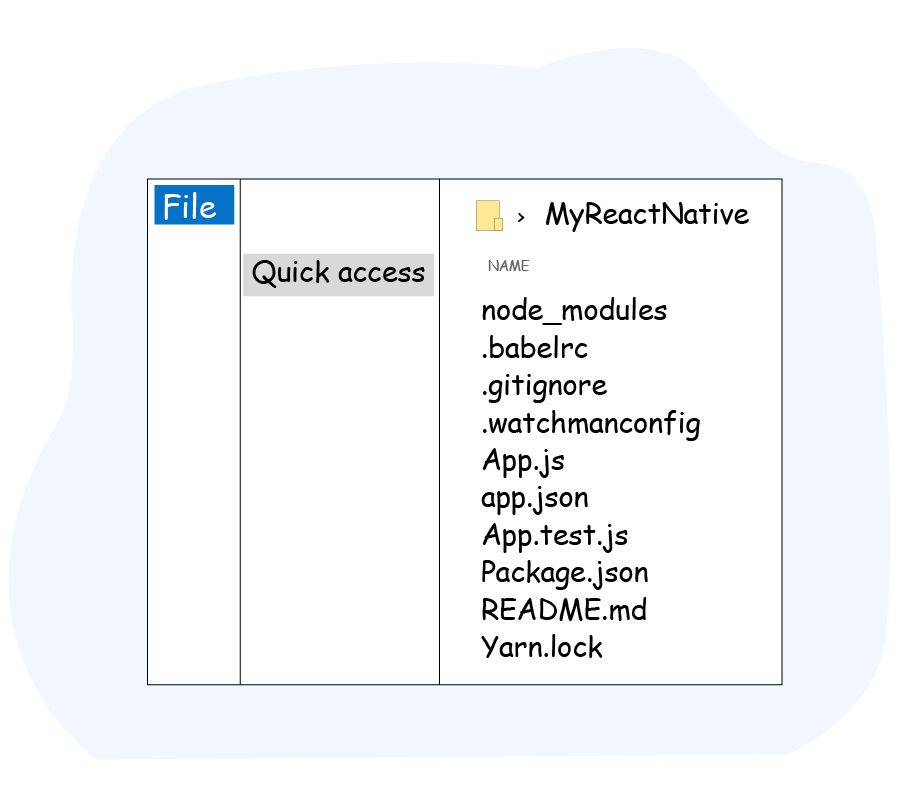 File
Quick access
› MyReactNative
NAME
node_modules
.babelrc
.gitignore
.watchmanconfig
App.js
app.json
App.test.js
Package.json
README.md
Yarn.lock